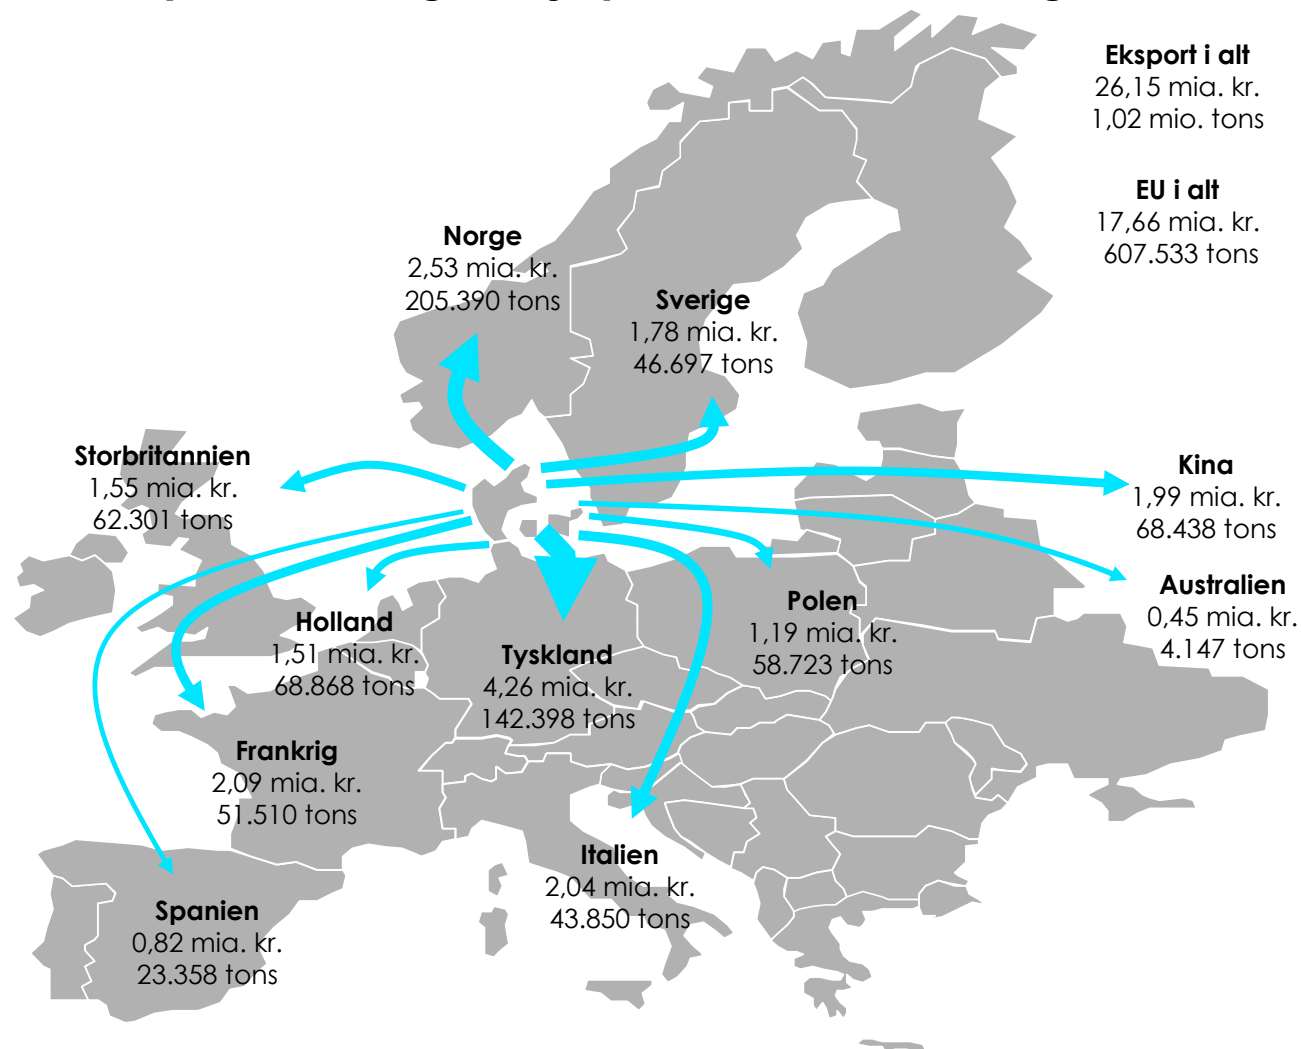 Eksport i alt
26,15 mia. kr.
1,02 mio. tons
EU i alt
17,66 mia. kr.
607.533 tons
Norge
2,53 mia. kr.
205.390 tons
Sverige
1,78 mia. kr.
46.697 tons
Storbritannien
1,55 mia. kr.
62.301 tons
Kina
1,99 mia. kr.
68.438 tons
Australien
0,45 mia. kr.
4.147 tons
Polen
1,19 mia. kr.
58.723 tons
Holland
1,51 mia. kr.
68.868 tons
Tyskland
4,26 mia. kr.
142.398 tons
Frankrig
2,09 mia. kr.
51.510 tons
Italien
2,04 mia. kr.
43.850 tons
Spanien
0,82 mia. kr.
23.358 tons